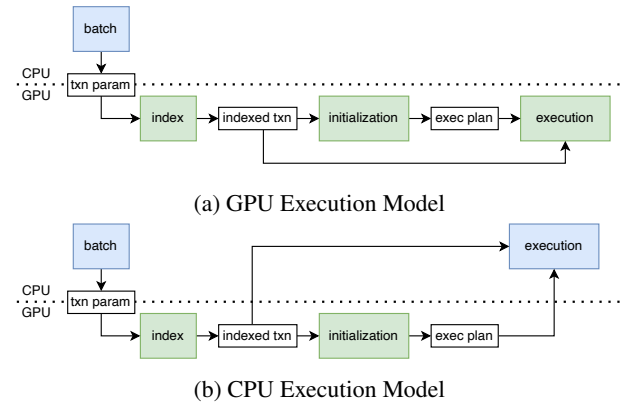 batch
CPU
txn param
GPU
index
indexed txn
initialization
exec plan
execution
(a) GPU Execution Model
batch
execution
CPU
txn param
GPU
index
indexed txn
initialization
exec plan
(b) CPU Execution Model